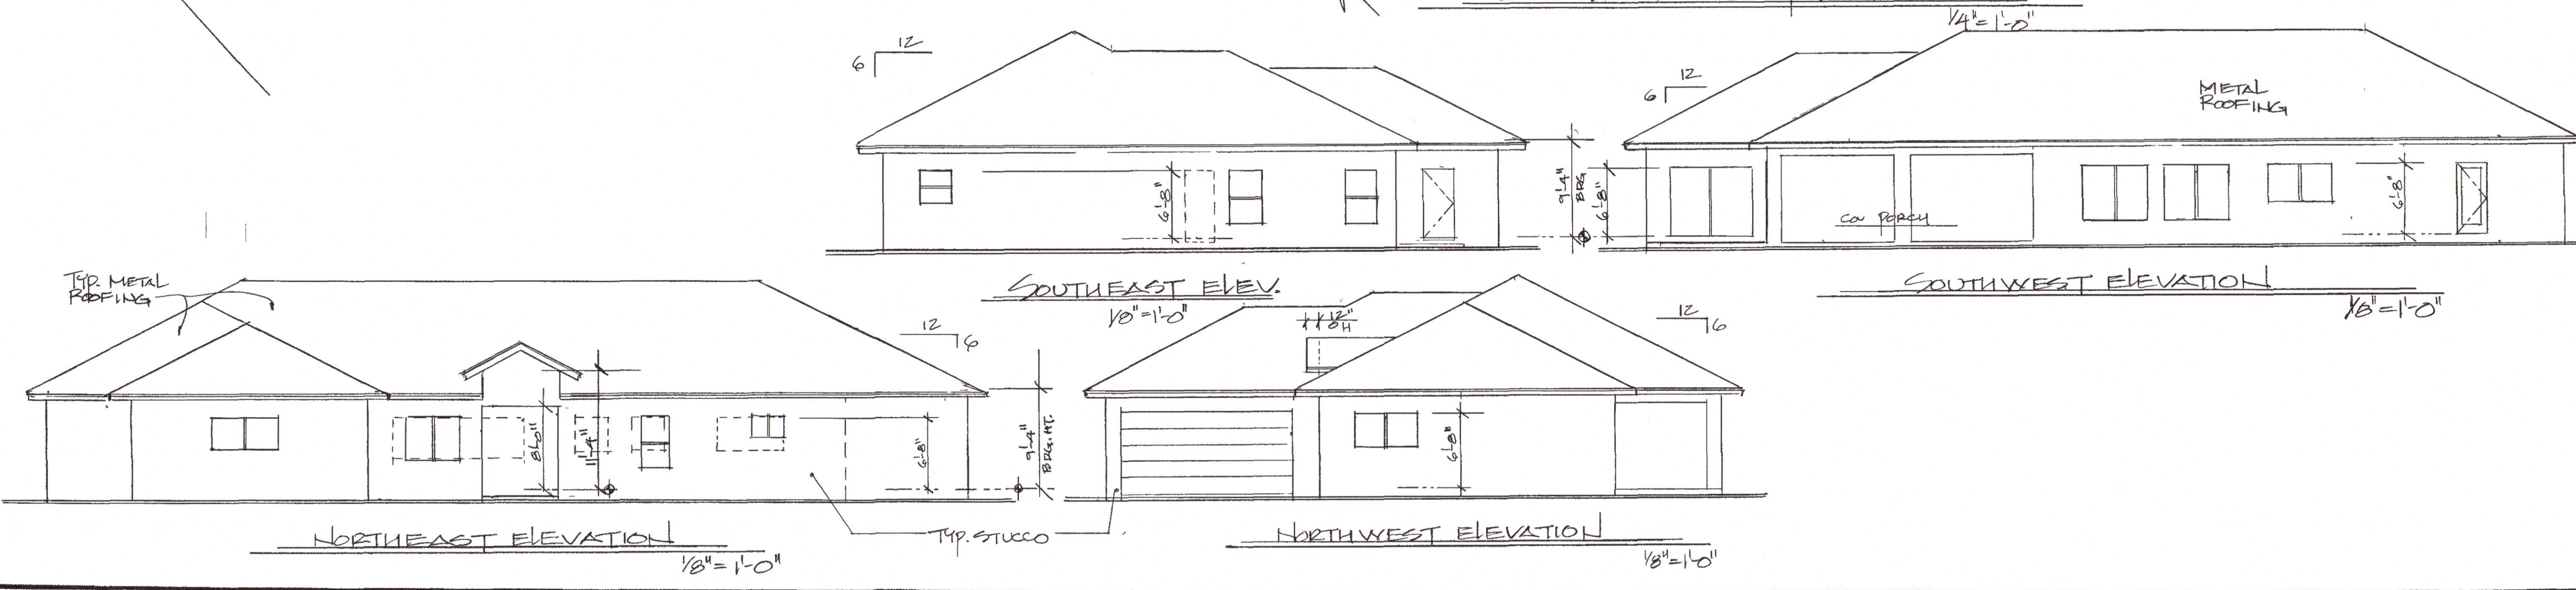 1/4"=1'-0"
12
6
6'-8"
9'-4"
BRG
6'-8"
SOUTHEAST ELEV.
1/8"=1'-0"
12
6
METAL
ROOFING
COV PORCH
6'-8"
SOUTHWEST ELEVATION
1/8"=1'-0"
TYP. METAL
ROOFING
12
6
8'-0"
11'-4"
6'-8"
9'-4"
BRG. HT.
NORTHEAST ELEVATION
1/8"=1'-0"
TYP. STUCCO
12"
OH
12
6
6'-8"
NORTHWEST ELEVATION
1/8"=1'-0"